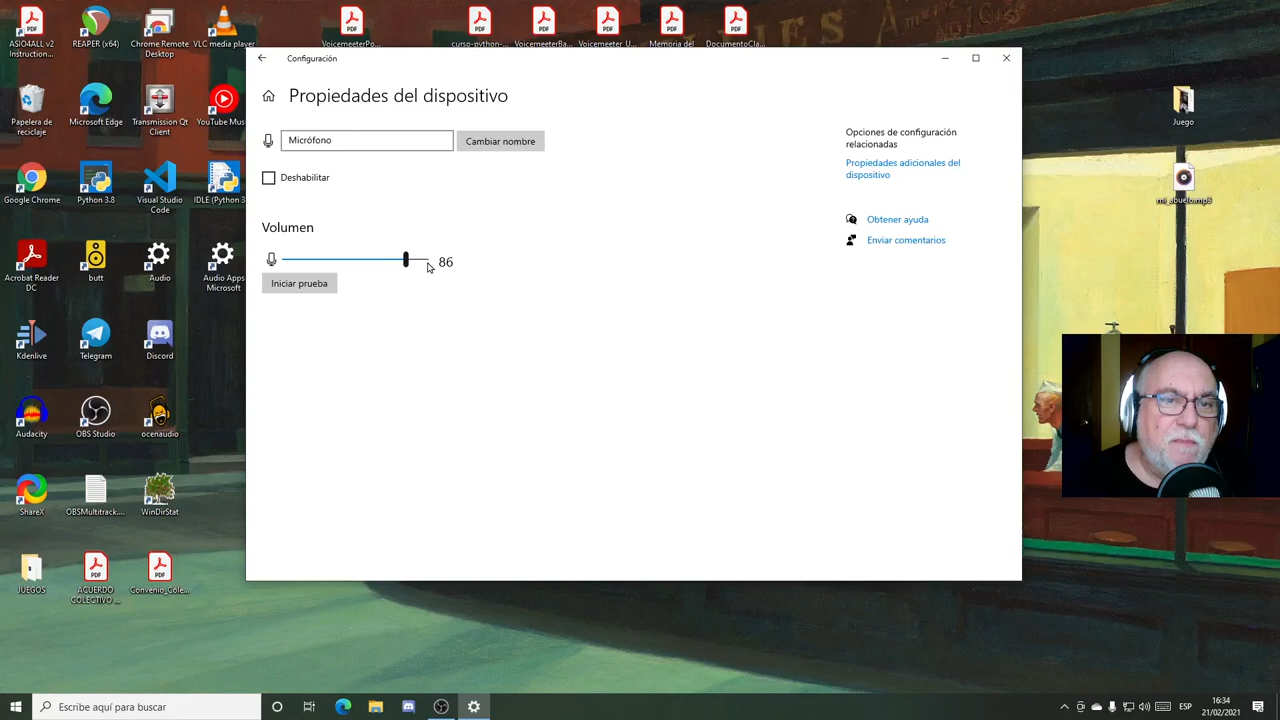 ASIO4ALL v2
Instruction...
REAPER (x64)
Chrome Remote
Desktop
VLC media player
VoicemeeterPo...
curso-python-...
VoicemeeterBa...
Voicemeeter_U...
Memoria del
DocumentoCla...
Configuración
Propiedades del dispositivo
Micrófono
Cambiar nombre
Deshabilitar
Volumen
86
Iniciar prueba
Opciones de configuración
relacionadas
Propiedades adicionales del
dispositivo
Obtener ayuda
Enviar comentarios
Papelera de
reciclaje
Microsoft Edge
Transmission Qt
Client
YouTube Mus
Google Chrome
Python 3.8
Visual Studio
Code
IDLE (Python 3
Acrobat Reader
DC
butt
Audio
Audio Apps
Microsoft
Kdenlive
Telegram
Discord
Audacity
OBS Studio
ocenaudio
ShareX
OBSMultitrack....
WinDirStat
JUEGOS
ACUERDO
COLECTIVO ...
Convenio_Cole...
Juego
mi_abuelo.mp3
Escribe aquí para buscar
ESP
16:34
21/02/2021